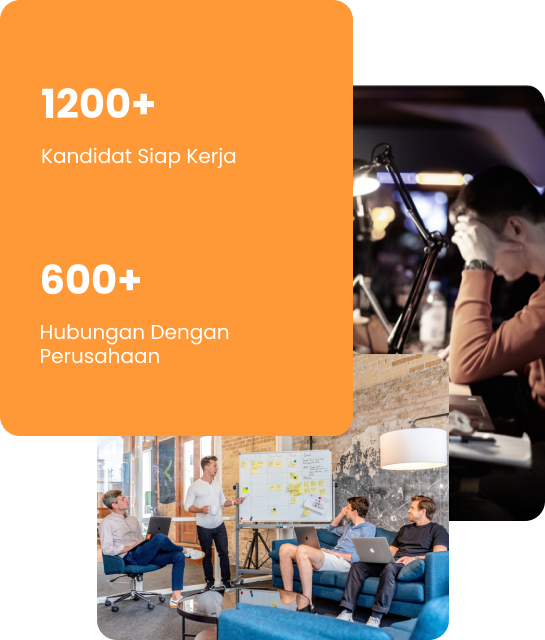 1200+
Kandidat Siap Kerja
600+
Hubungan Dengan
Perusahaan